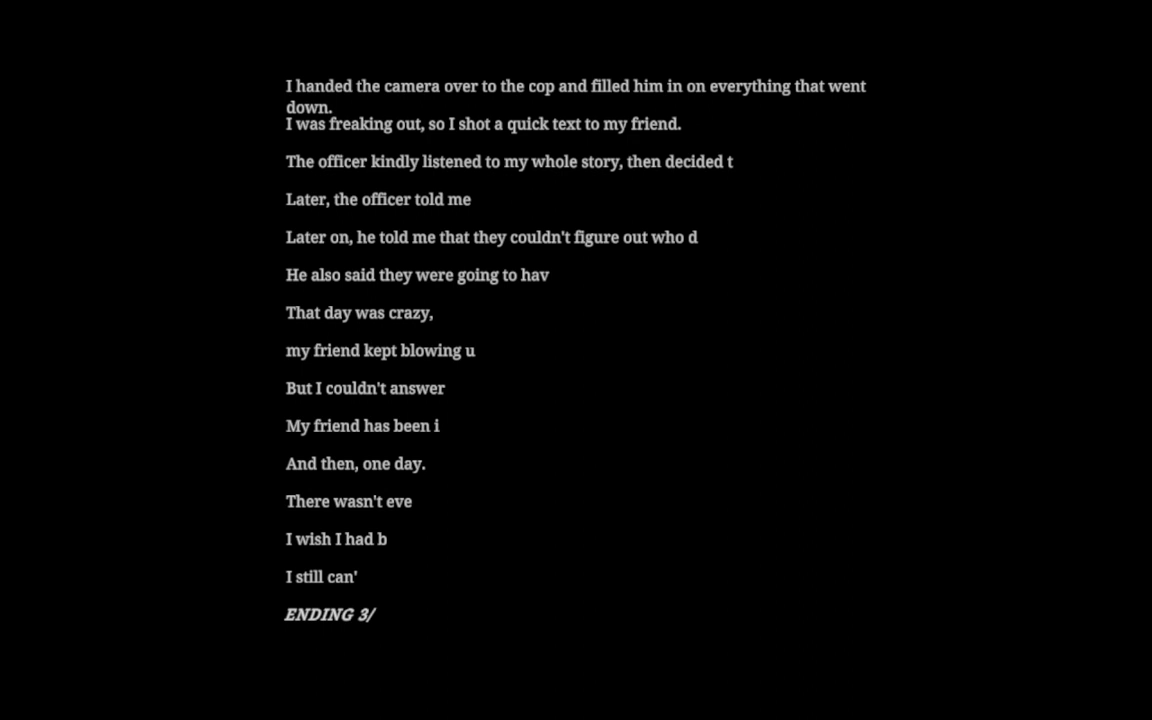 I handed the camera over to the cop and filled him in on everything that went
down.
I was freaking out, so I shot a quick text to my friend.
The officer kindly listened to my whole story, then decided t
Later, the officer told me
Later on, he told me that they couldn't figure out who d
He also said they were going to hav
That day was crazy,
my friend kept blowing u
But I couldn't answer
My friend has been i
And then, one day.
There wasn't eve
I wish I had b
I still can'
ENDING 3/